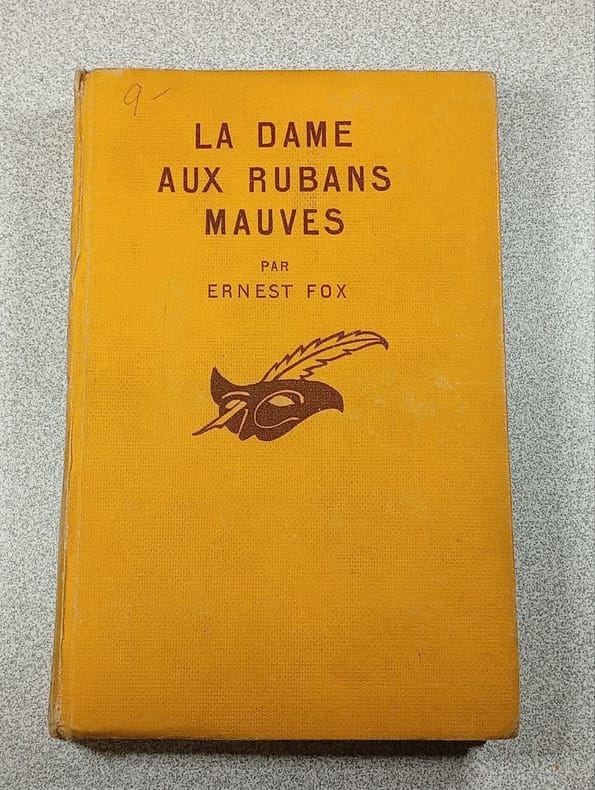 9-
LA DAME
AUX RUBANS
MAUVES
PAR
ERNEST FOX